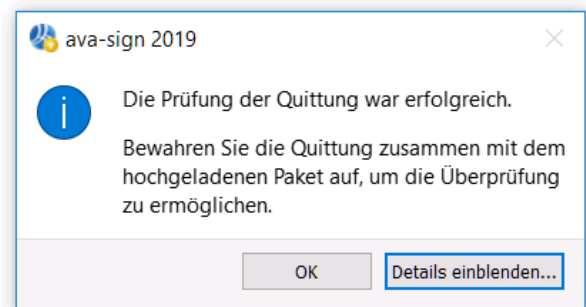 ava-sign 2019
Die Prüfung der Quittung war erfolgreich.
Bewahren Sie die Quittung zusammen mit dem
hochgeladenen Paket auf, um die Überprüfung
zu ermöglichen.
OK
Details einblenden...